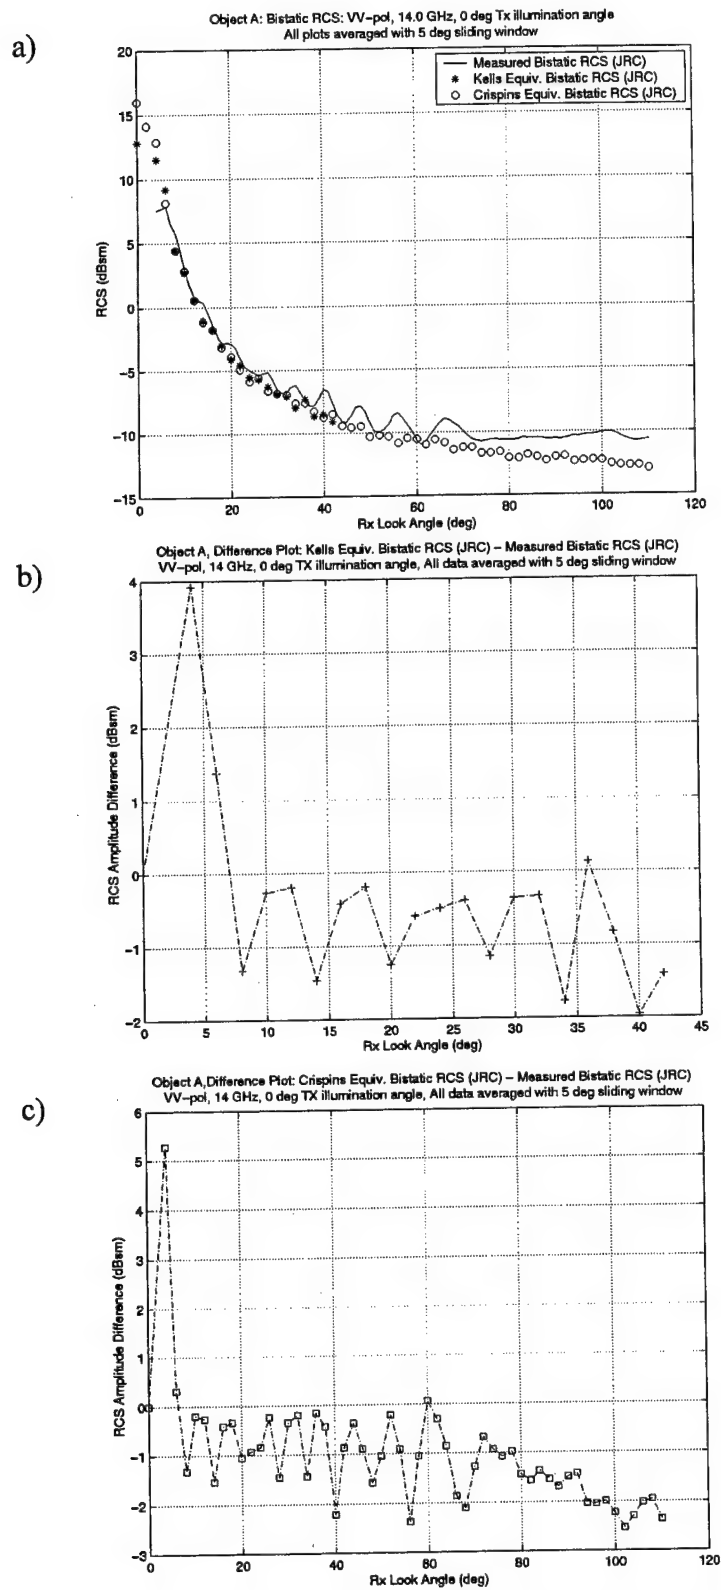 a)
Object A: Bistatic RCS: VV-pol, 14.0 GHz, 0 deg Tx illumination angle
All plots averaged with 5 deg sliding window
Measured Bistatic RCS (JRC)
Kells Equiv. Bistatic RCS (JRC)
Crispins Equiv. Bistatic RCS (JRC)
RCS (dBsm)
20
15
10
5
0
-5
-10
-15
0
20
40
60
80
100
120
Rx Look Angle (deg)
b)
Object A, Difference Plot: Kells Equiv. Bistatic RCS (JRC) - Measured Bistatic RCS (JRC)
VV-pol, 14 GHz, 0 deg TX illumination angle, All data averaged with 5 deg sliding window
RCS Amplitude Difference (dBsm)
4
3
2
1
0
-1
-2
0
5
10
15
20
25
30
35
40
45
Rx Look Angle (deg)
c)
Object A,Difference Plot: Crispins Equiv. Bistatic RCS (JRC) - Measured Bistatic RCS (JRC)
VV-pol, 14 GHz, 0 deg TX illumination angle, All data averaged with 5 deg sliding window
RCS Amplitude Difference (dBsm)
6
5
4
3
2
1
0
-1
-2
-3
0
20
40
60
80
100
120
Rx Look Angle (deg)